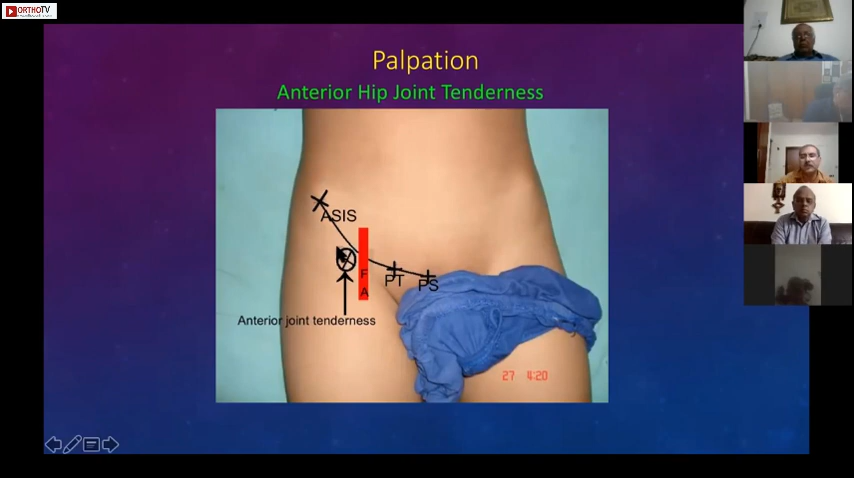 ORTHOTV
Palpation
Anterior Hip Joint Tenderness
ASIS
F
A
PT
PS
Anterior joint tenderness
27 4:20